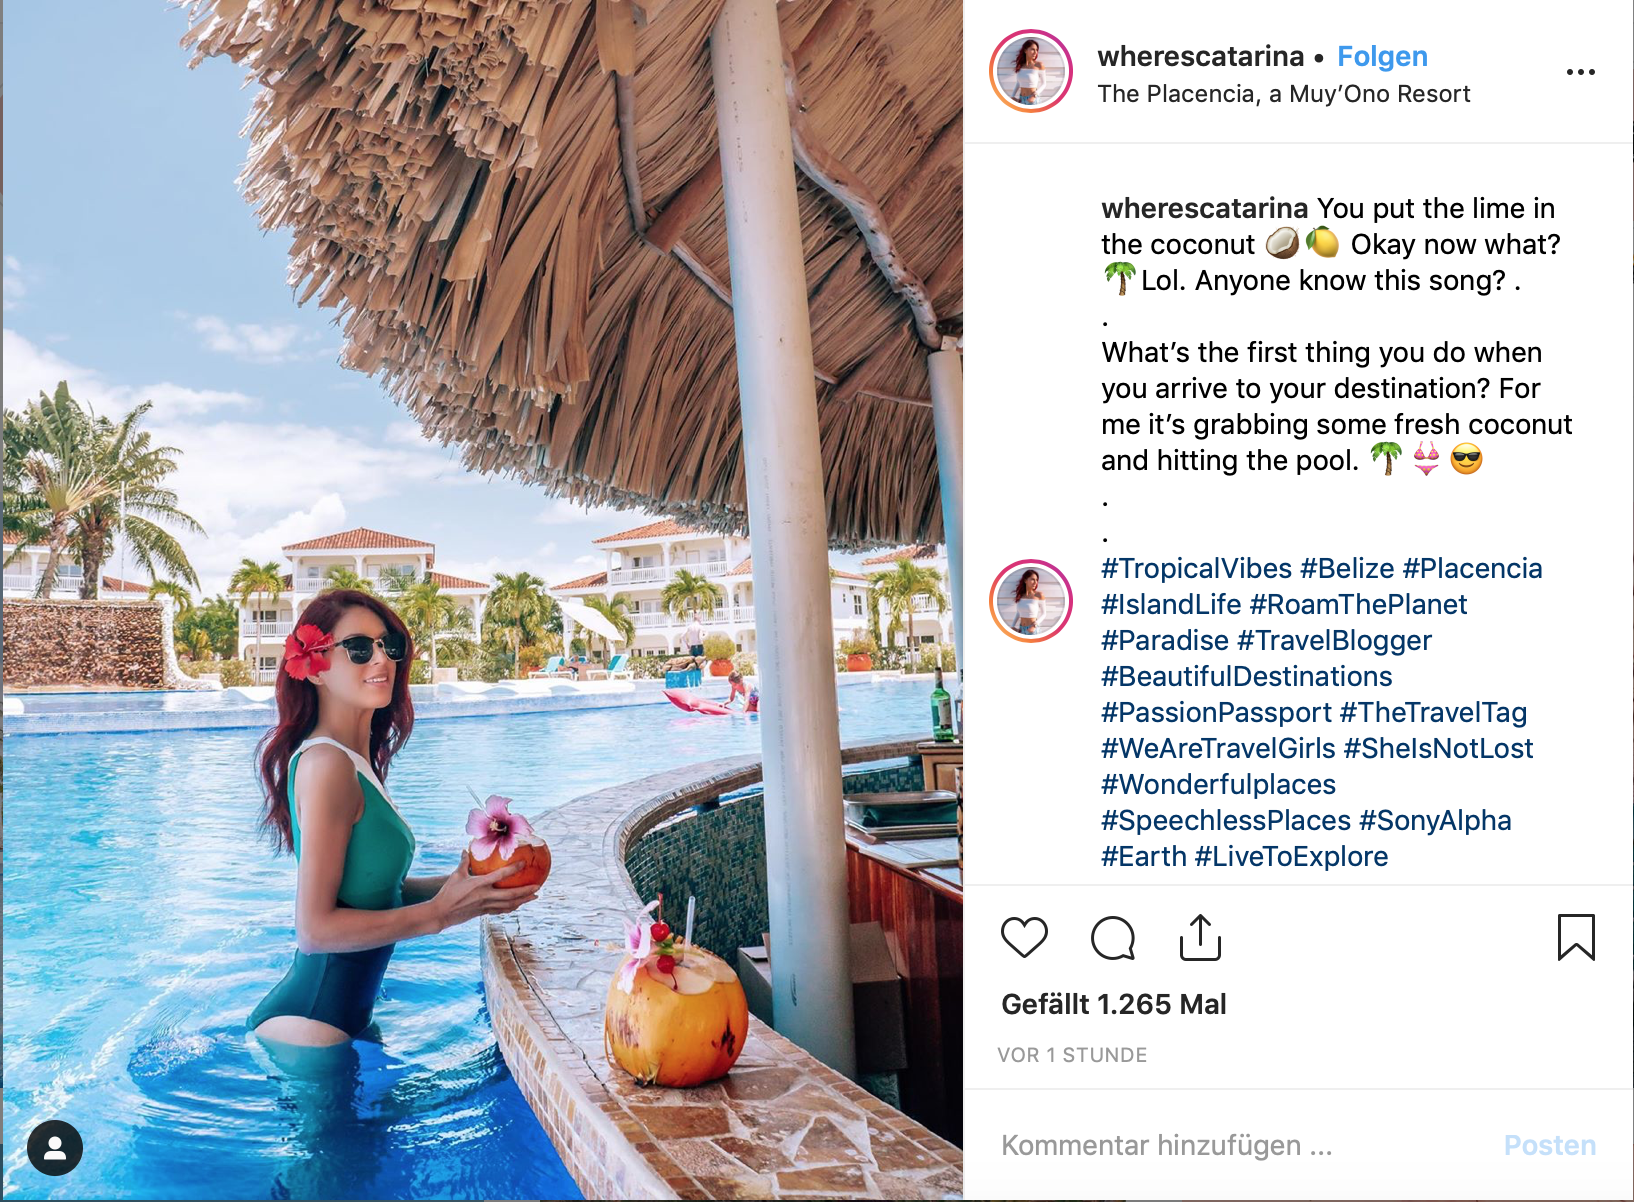 wherescatarina • Folgen
The Placencia, a Muy’Ono Resort
wherescatarina You put the lime in
the coconut 🥥🍋 Okay now what?
🌴Lol. Anyone know this song? .
.
What’s the first thing you do when
you arrive to your destination? For
me it’s grabbing some fresh coconut
and hitting the pool. 🌴👙😎
.
.
#TropicalVibes #Belize #Placencia
#IslandLife #RoamThePlanet
#Paradise #TravelBlogger
#BeautifulDestinations
#PassionPassport #TheTravelTag
#WeAreTravelGirls #SheIsNotLost
#Wonderfulplaces
#SpeechlessPlaces #SonyAlpha
#Earth #LiveToExplore
Gefällt 1.265 Mal
VOR 1 STUNDE
Kommentar hinzufügen ... Posten